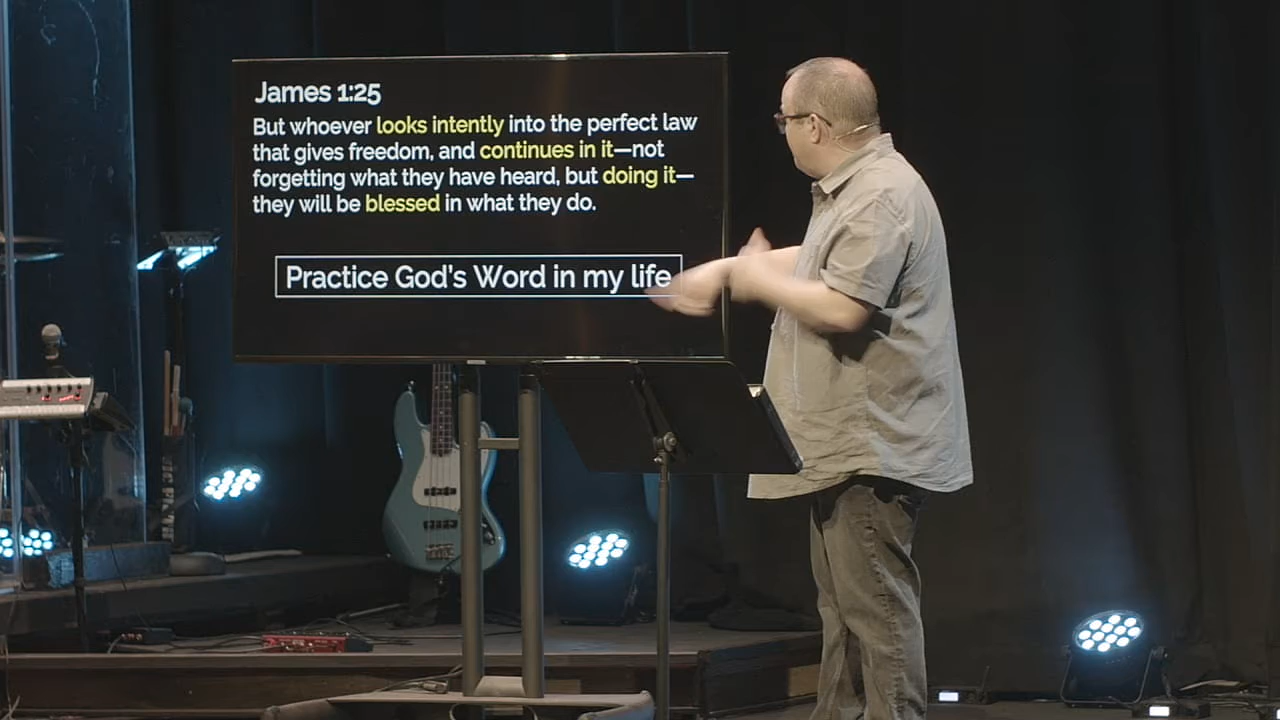 James 1:25
But whoever looks intently into the perfect law
that gives freedom, and continues in it—not
forgetting what they have heard, but doing it—
they will be blessed in what they do.
Practice God's Word in my life